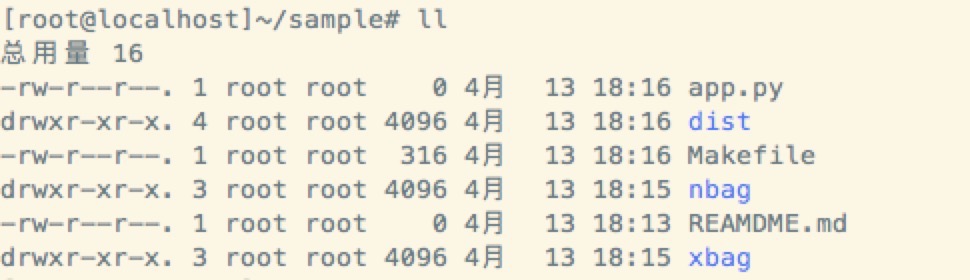 [root@localhost]~/sample# ll
总用量 16
-rw-r--r--. 1 root root    0 4月   13 18:16 app.py
drwxr-xr-x. 4 root root 4096 4月   13 18:16 dist
-rw-r--r--. 1 root root  316 4月   13 18:16 Makefile
drwxr-xr-x. 3 root root 4096 4月   13 18:15 nbag
-rw-r--r--. 1 root root    0 4月   13 18:13 REAMDME.md
drwxr-xr-x. 3 root root 4096 4月   13 18:15 xbag